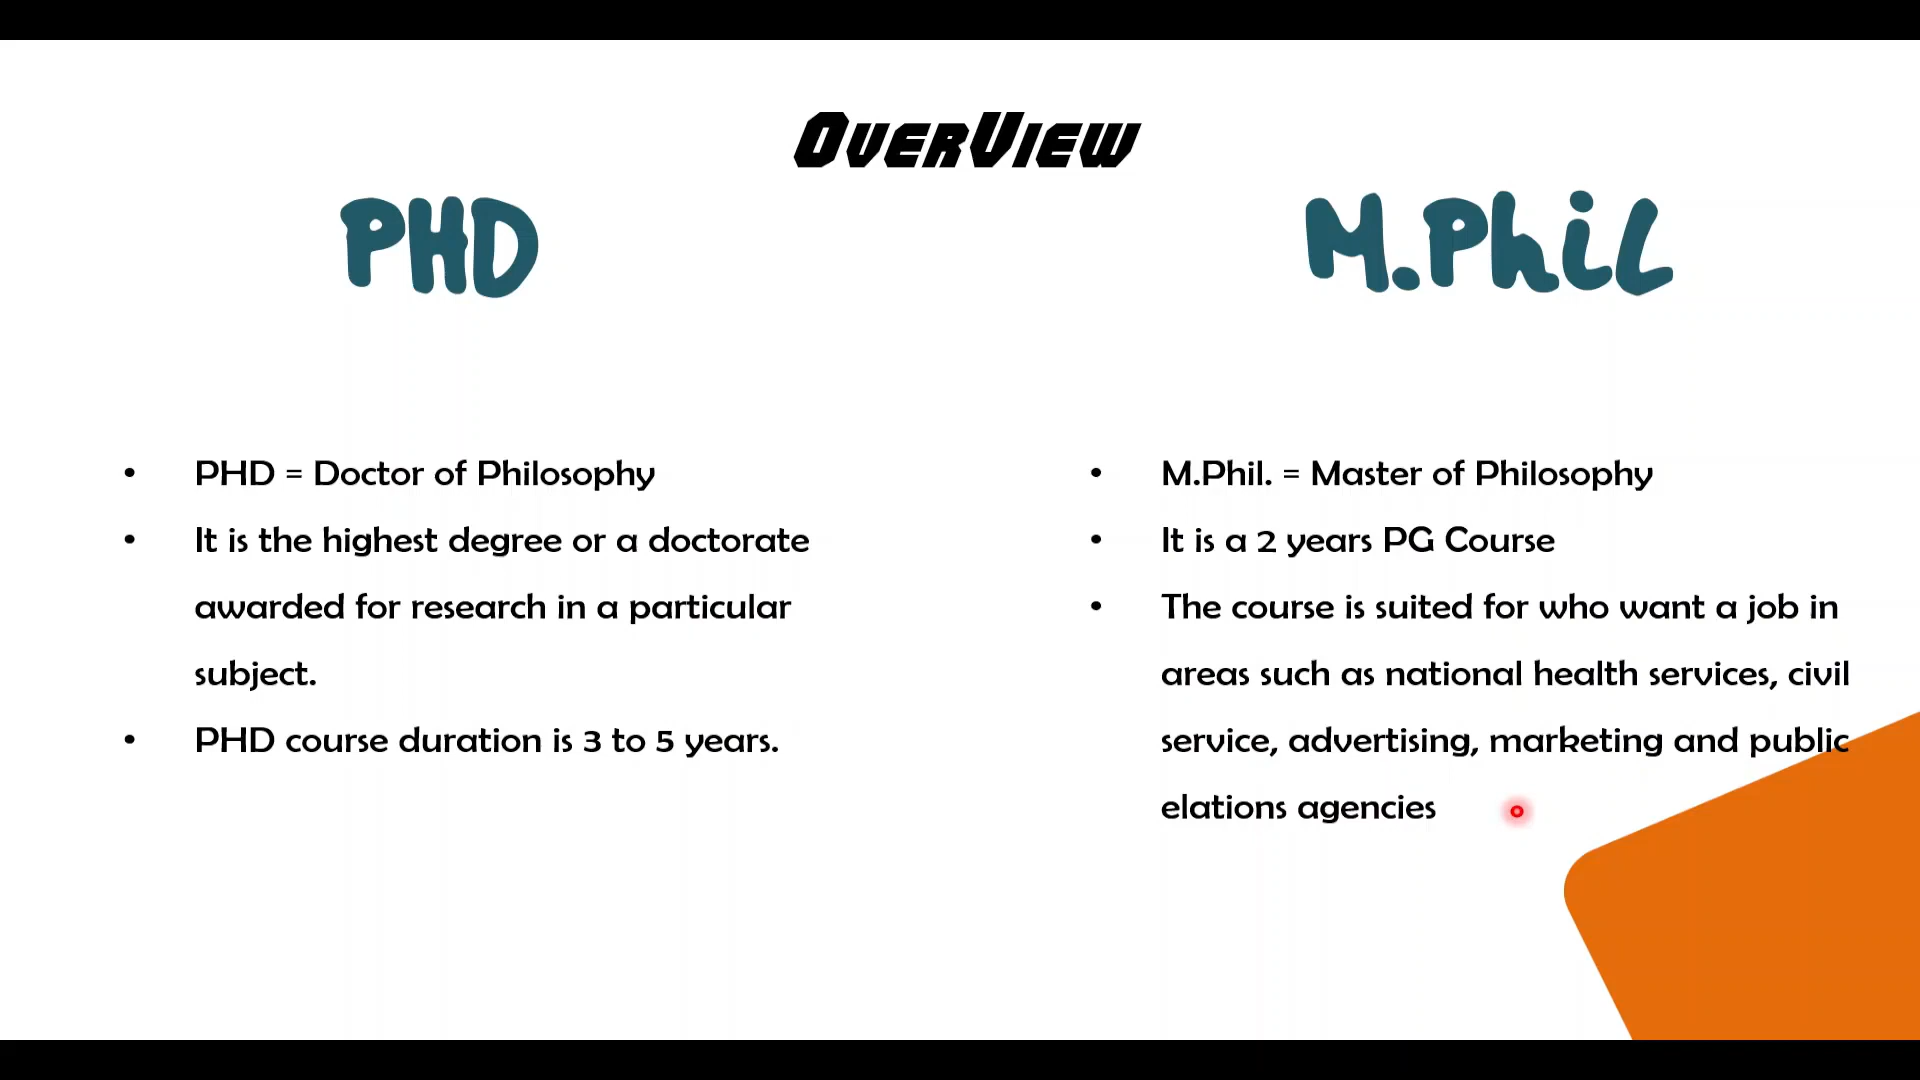 OverView
PHD
• PHD = Doctor of Philosophy
• It is the highest degree or a doctorate
awarded for research in a particular
subject.
• PHD course duration is 3 to 5 years.
M.Phil
• M.Phil. = Master of Philosophy
• It is a 2 years PG Course
• The course is suited for who want a job in
areas such as national health services, civil
service, advertising, marketing and public
elations agencies